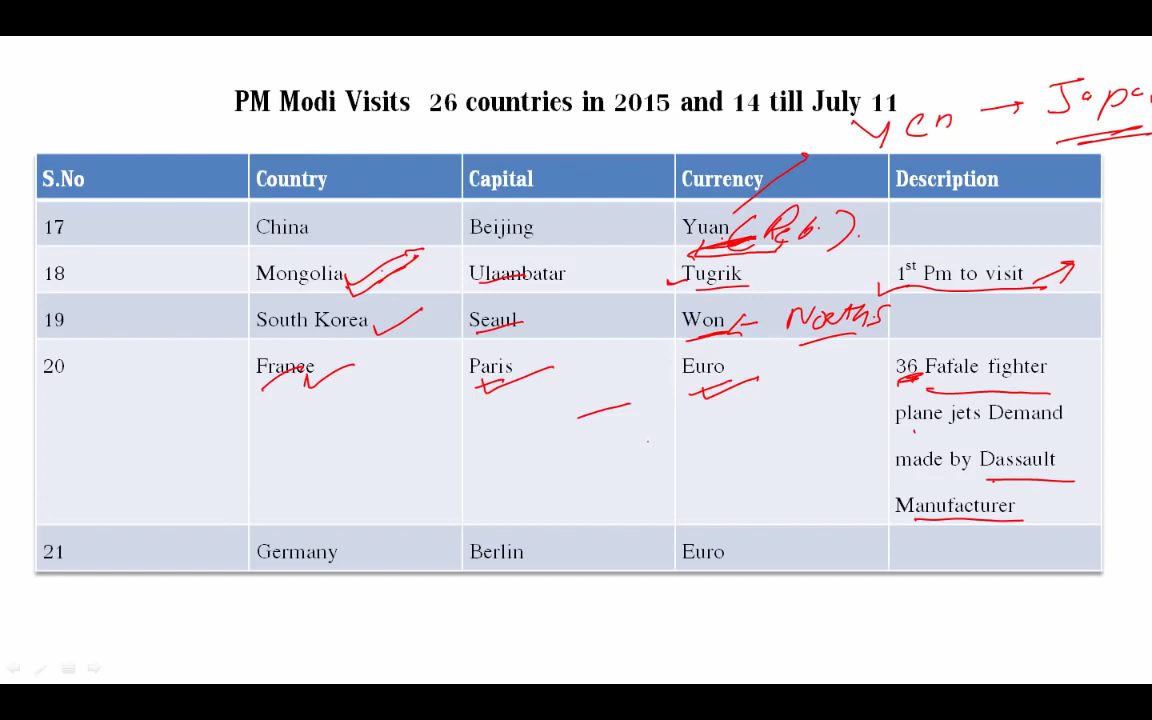 PM Modi Visits 26 countries in 2015 and 14 till July 11
Yen → Japa
S.No Country Capital Currency Description
17 China Beijing Yuan
18 Mongolia Ulaanbatar Tugrik 1st Pm to visit
19 South Korea Seaul Won
20 France Paris Euro 36 Fafale fighter
plane jets Demand
made by Dassault
Manufacturer
21 Germany Berlin Euro